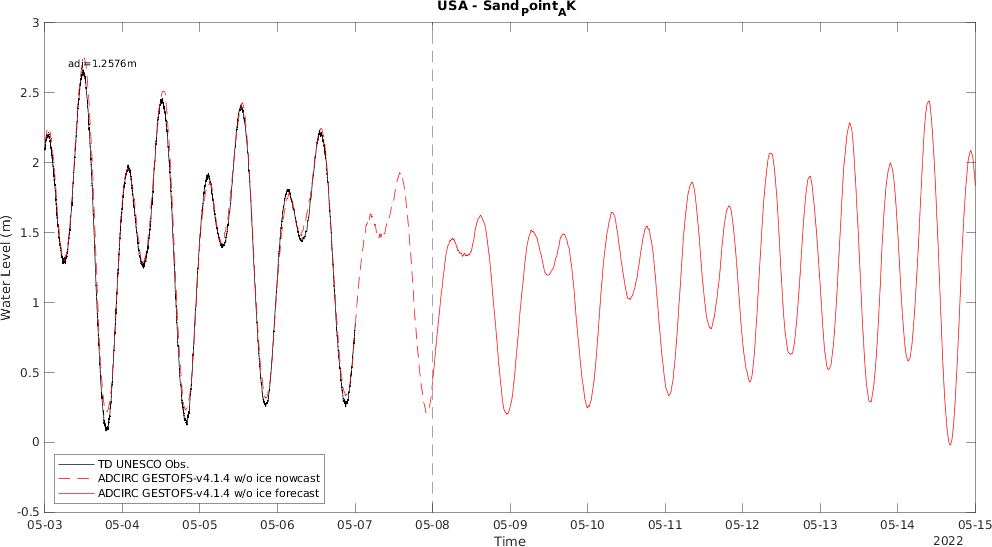 USA - SandPointAK
adj=1.2576m
3
2.5
2
1.5
1
0.5
0
-0.5
Water Level (m)
TD UNESCO Obs.
ADCIRC GESTOFS-v4.1.4 w/o ice nowcast
ADCIRC GESTOFS-v4.1.4 w/o ice forecast
05-03 05-04 05-05 05-06 05-07 05-08 05-09 05-10 05-11 05-12 05-13 05-14 05-15
Time
2022